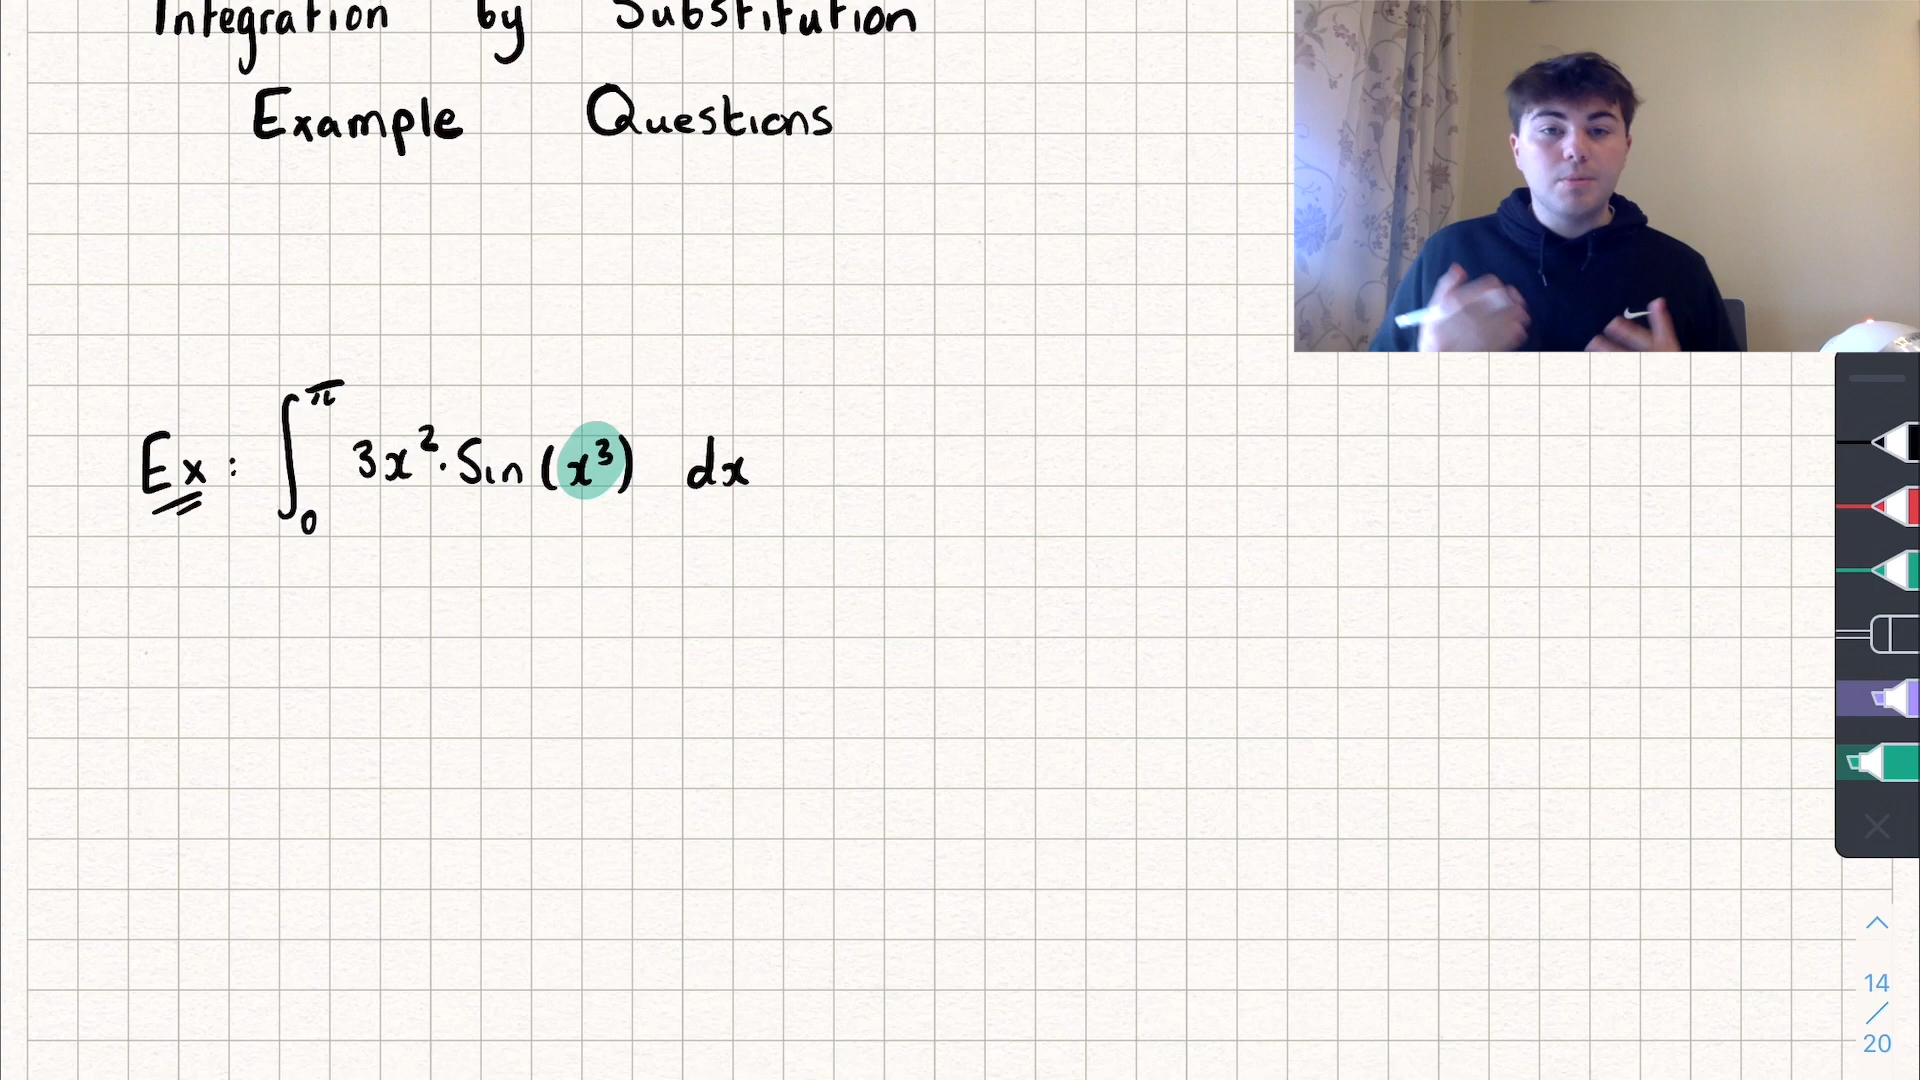 Integration by Substitution
Example Questions
Ex: ∫₀^π 3x²·Sin(x³) dx
14
/
20